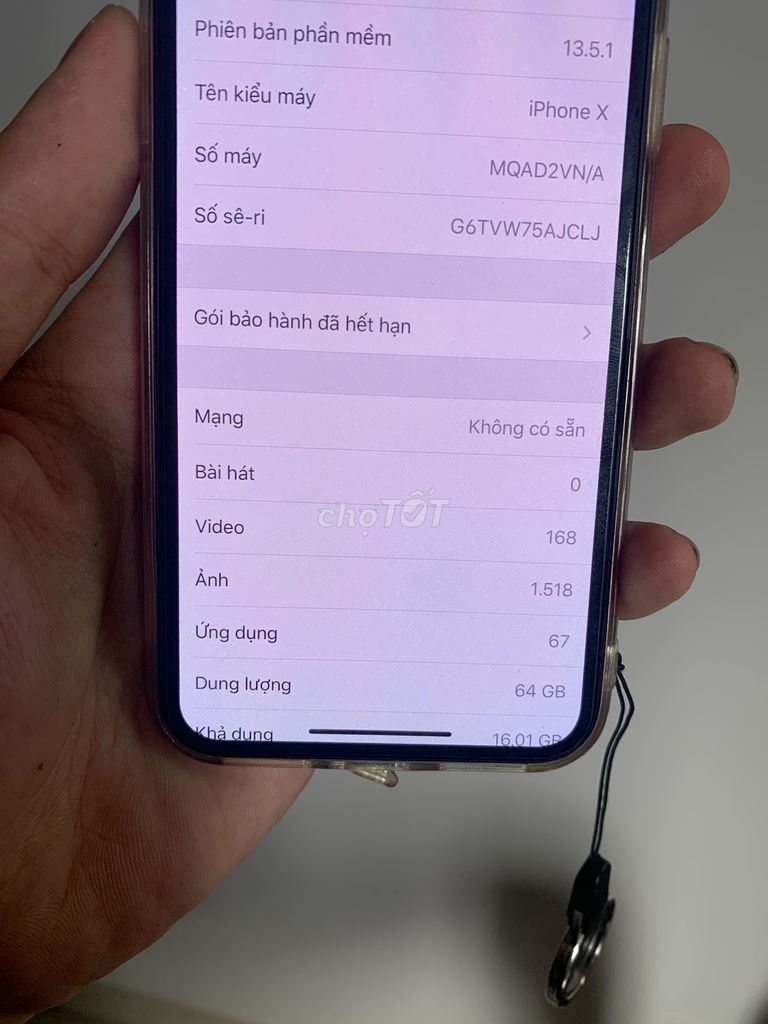 Phiên bản phần mềm 13.5.1
Tên kiểu máy iPhone X
Số máy MQAD2VN/A
Số sê-ri G6TVW75AJCLJ
Gói bảo hành đã hết hạn
Mạng Không có sẵn
Bài hát 0
chợTỐT
Video 168
Ảnh 1.518
Ứng dụng 67
Dung lượng 64 GB
Khả dụng 16,01 GB